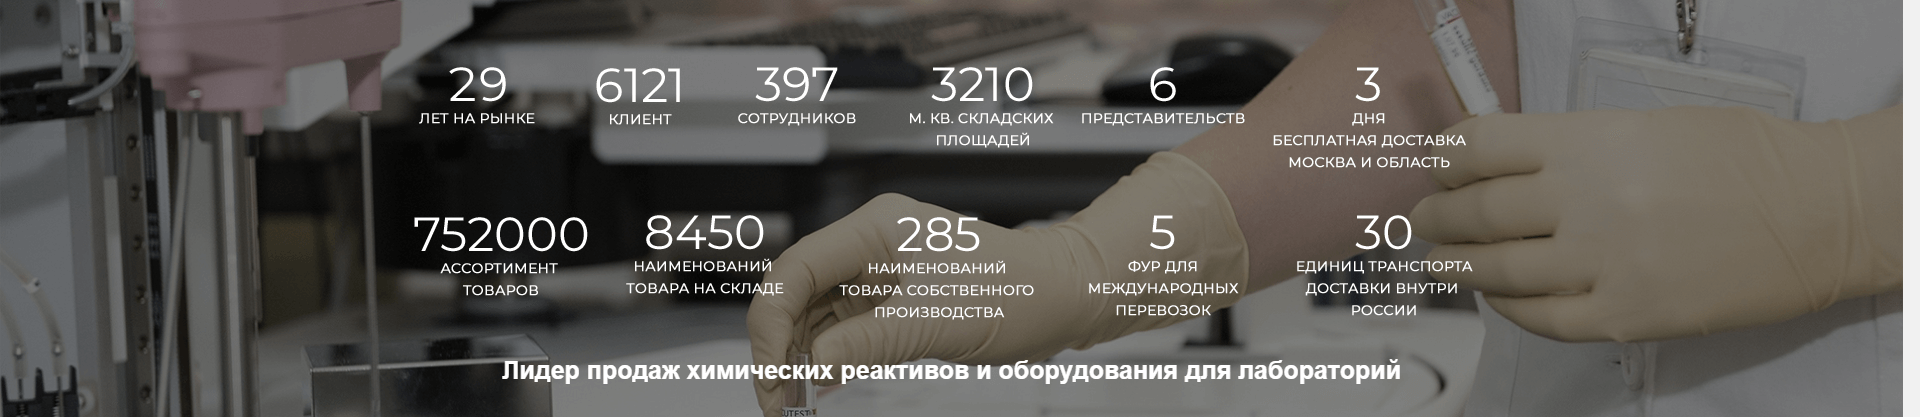 29
ЛЕТ НА РЫНКЕ
6121
КЛИЕНТ
397
СОТРУДНИКОВ
3210
М. КВ. СКЛАДСКИХ
ПЛОЩАДЕЙ
6
ПРЕДСТАВИТЕЛЬСТВ
3
ДНЯ
БЕСПЛАТНАЯ ДОСТАВКА
МОСКВА И ОБЛАСТЬ
752000
АССОРТИМЕНТ
ТОВАРОВ
8450
НАИМЕНОВАНИЙ
ТОВАРА НА СКЛАДЕ
285
НАИМЕНОВАНИЙ
ТОВАРА СОБСТВЕННОГО
ПРОИЗВОДСТВА
5
ФУР ДЛЯ
МЕЖДУНАРОДНЫХ
ПЕРЕВОЗОК
30
ЕДИНИЦ ТРАНСПОРТА
ДОСТАВКИ ВНУТРИ
РОССИИ
Лидер продаж химических реактивов и оборудования для лабораторий